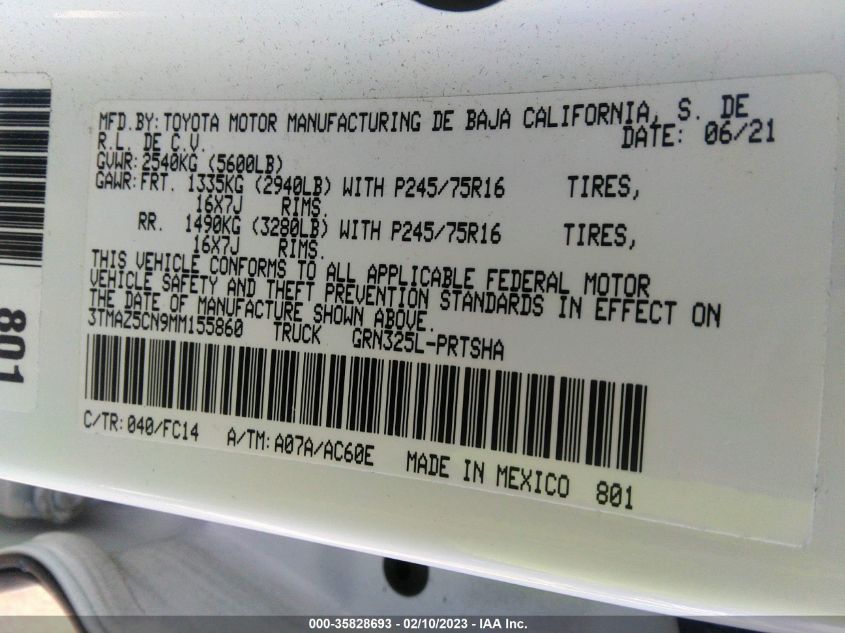 MFD.BY:TOYOTA MOTOR MANUFACTURING DE BAJA CALIFORNIA, S. DE
R.L. DE C.V. DATE: 06/21
GVWR:2540KG (5600LB)
GAWR:FRT. 1335KG (2940LB) WITH P245/75R16 TIRES,
16X7J RIMS.
RR. 1490KG (3280LB) WITH P245/75R16 TIRES,
16X7J RIMS.
THIS VEHICLE CONFORMS TO ALL APPLICABLE FEDERAL MOTOR
VEHICLE SAFETY AND THEFT PREVENTION STANDARDS IN EFFECT ON
THE DATE OF MANUFACTURE SHOWN ABOVE.
3TMAZ5CN9MM155860 TRUCK GRN325L-PRTSHA
C/TR:040/FC14 A/TM:A07A/AC60E MADE IN MEXICO 801
801
000-35828693 - 02/10/2023 - IAA Inc.